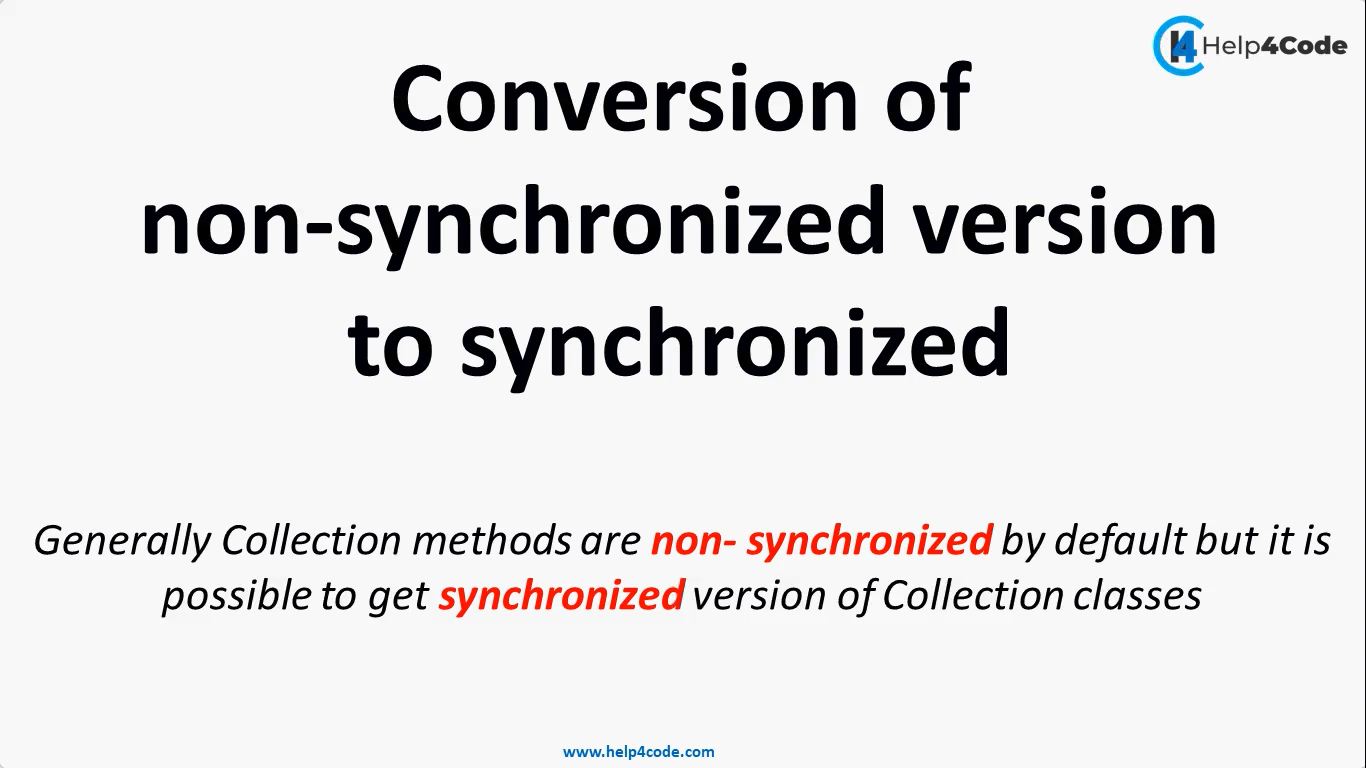 Help4Code
Conversion of
non-synchronized version
to synchronized
Generally Collection methods are non- synchronized by default but it is
possible to get synchronized version of Collection classes
www.help4code.com